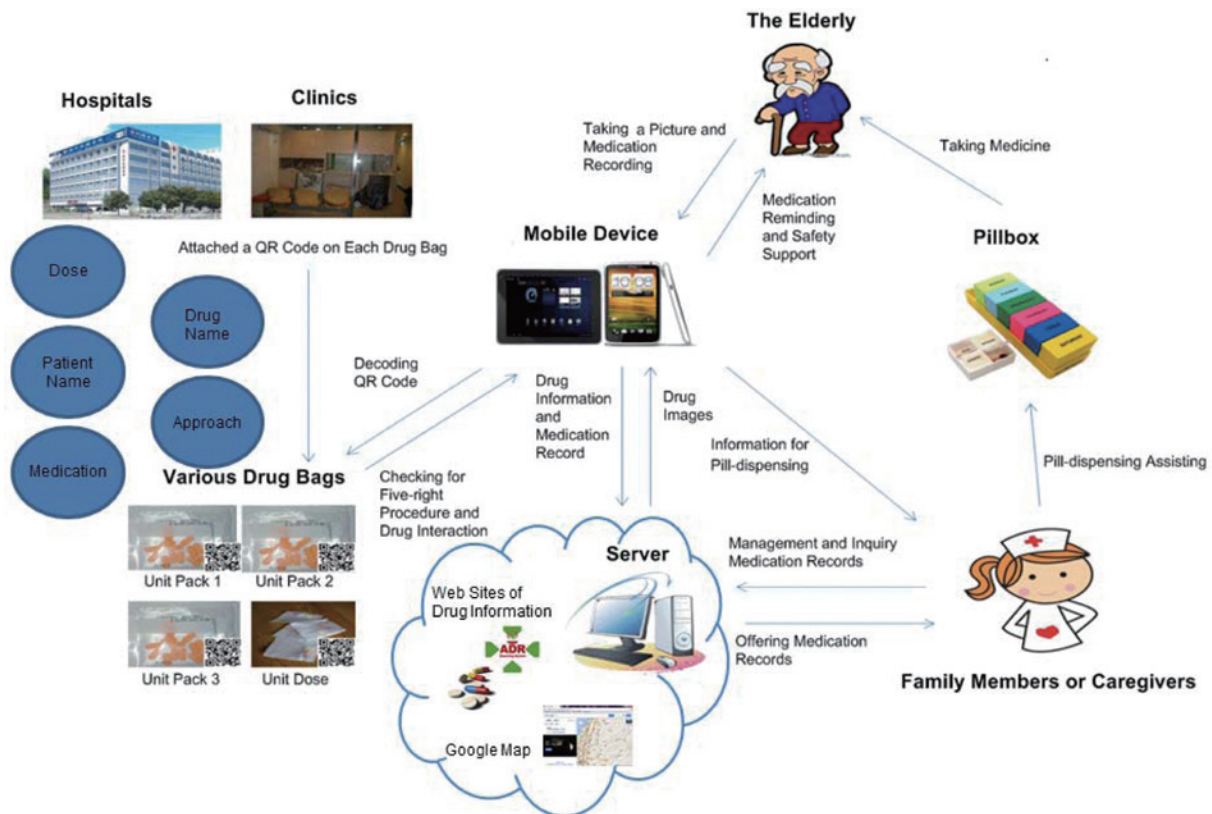 The Elderly
Hospitals
Clinics
Taking a Picture and
Medication
Recording
Taking Medicine
Medication
Reminding
and Safety
Support
Attached a QR Code on Each Drug Bag
Mobile Device
Pillbox
Dose
Drug
Name
Patient
Name
Approach
Medication
Decoding
QR Code
Drug
Information
and
Medication
Record
Drug
Images
Information for
Pill-dispensing
Pill-dispensing Assisting
Various Drug Bags
Checking for
Five-right
Procedure and
Drug Interaction
Unit Pack 1
Unit Pack 2
Unit Pack 3
Unit Dose
Server
Web Sites of
Drug Information
ADR
Google Map
Management and Inquiry
Medication Records
Offering Medication
Records
Family Members or Caregivers